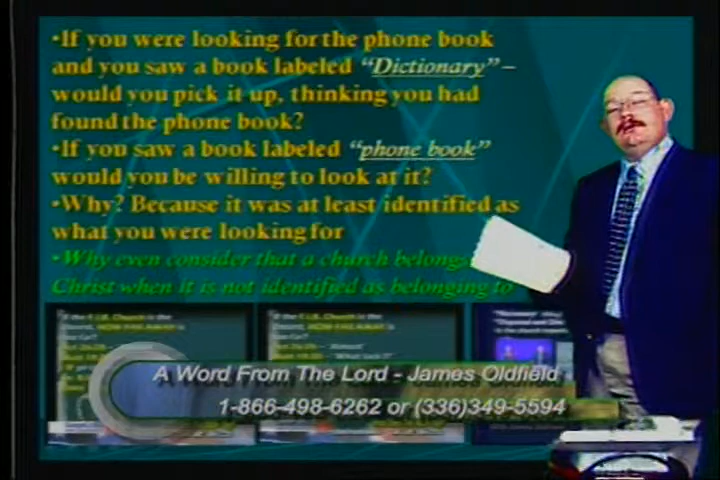 •If you were looking for the phone book
and you saw a book labeled “Dictionary” –
would you pick it up, thinking you had
found the phone book?
•If you saw a book labeled “phone book”
would you be willing to look at it?
•Why? Because it was at least identified as
what you were looking for
•Why even consider that a church belongs
Christ when it is not identified as belonging to
A Word From The Lord - James Oldfield
1-866-498-6262 or (336)349-5594